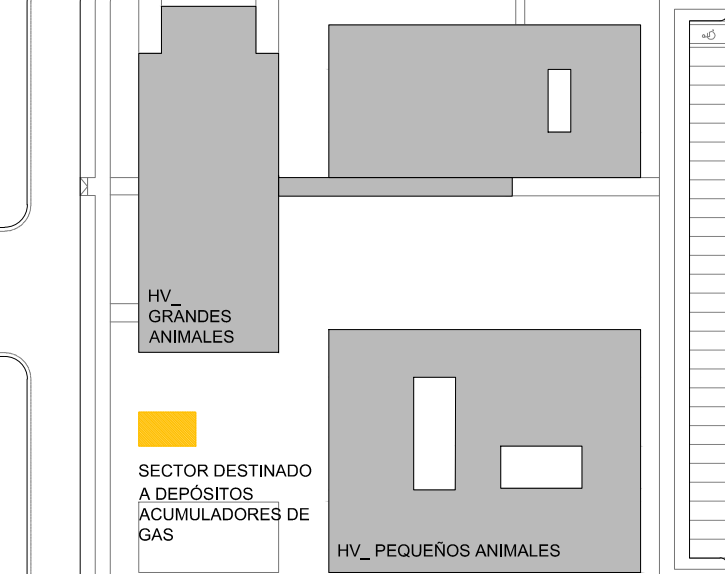 HV_
GRANDES
ANIMALES
SECTOR DESTINADO
A DEPÓSITOS
ACUMULADORES DE
GAS
HV_ PEQUEÑOS ANIMALES